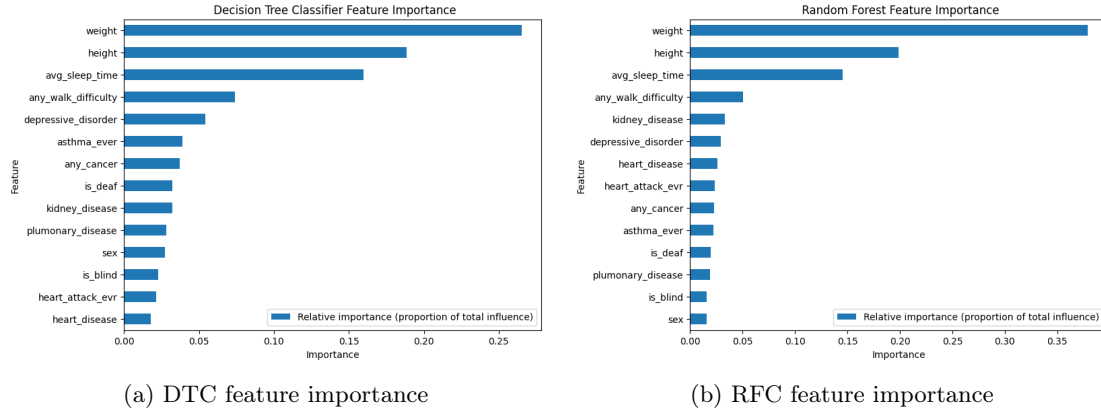 Decision Tree Classifier Feature Importance
Feature
weight
height
avg_sleep_time
any_walk_difficulty
depressive_disorder
asthma_ever
any_cancer
is_deaf
kidney_disease
plumonary_disease
sex
is_blind
heart_attack_evr
heart_disease
Relative importance (proportion of total influence)
0.00 0.05 0.10 0.15 0.20 0.25
Importance
(a) DTC feature importance
Random Forest Feature Importance
Feature
weight
height
avg_sleep_time
any_walk_difficulty
kidney_disease
depressive_disorder
heart_disease
heart_attack_evr
any_cancer
asthma_ever
is_deaf
plumonary_disease
is_blind
sex
Relative importance (proportion of total influence)
0.00 0.05 0.10 0.15 0.20 0.25 0.30 0.35
Importance
(b) RFC feature importance